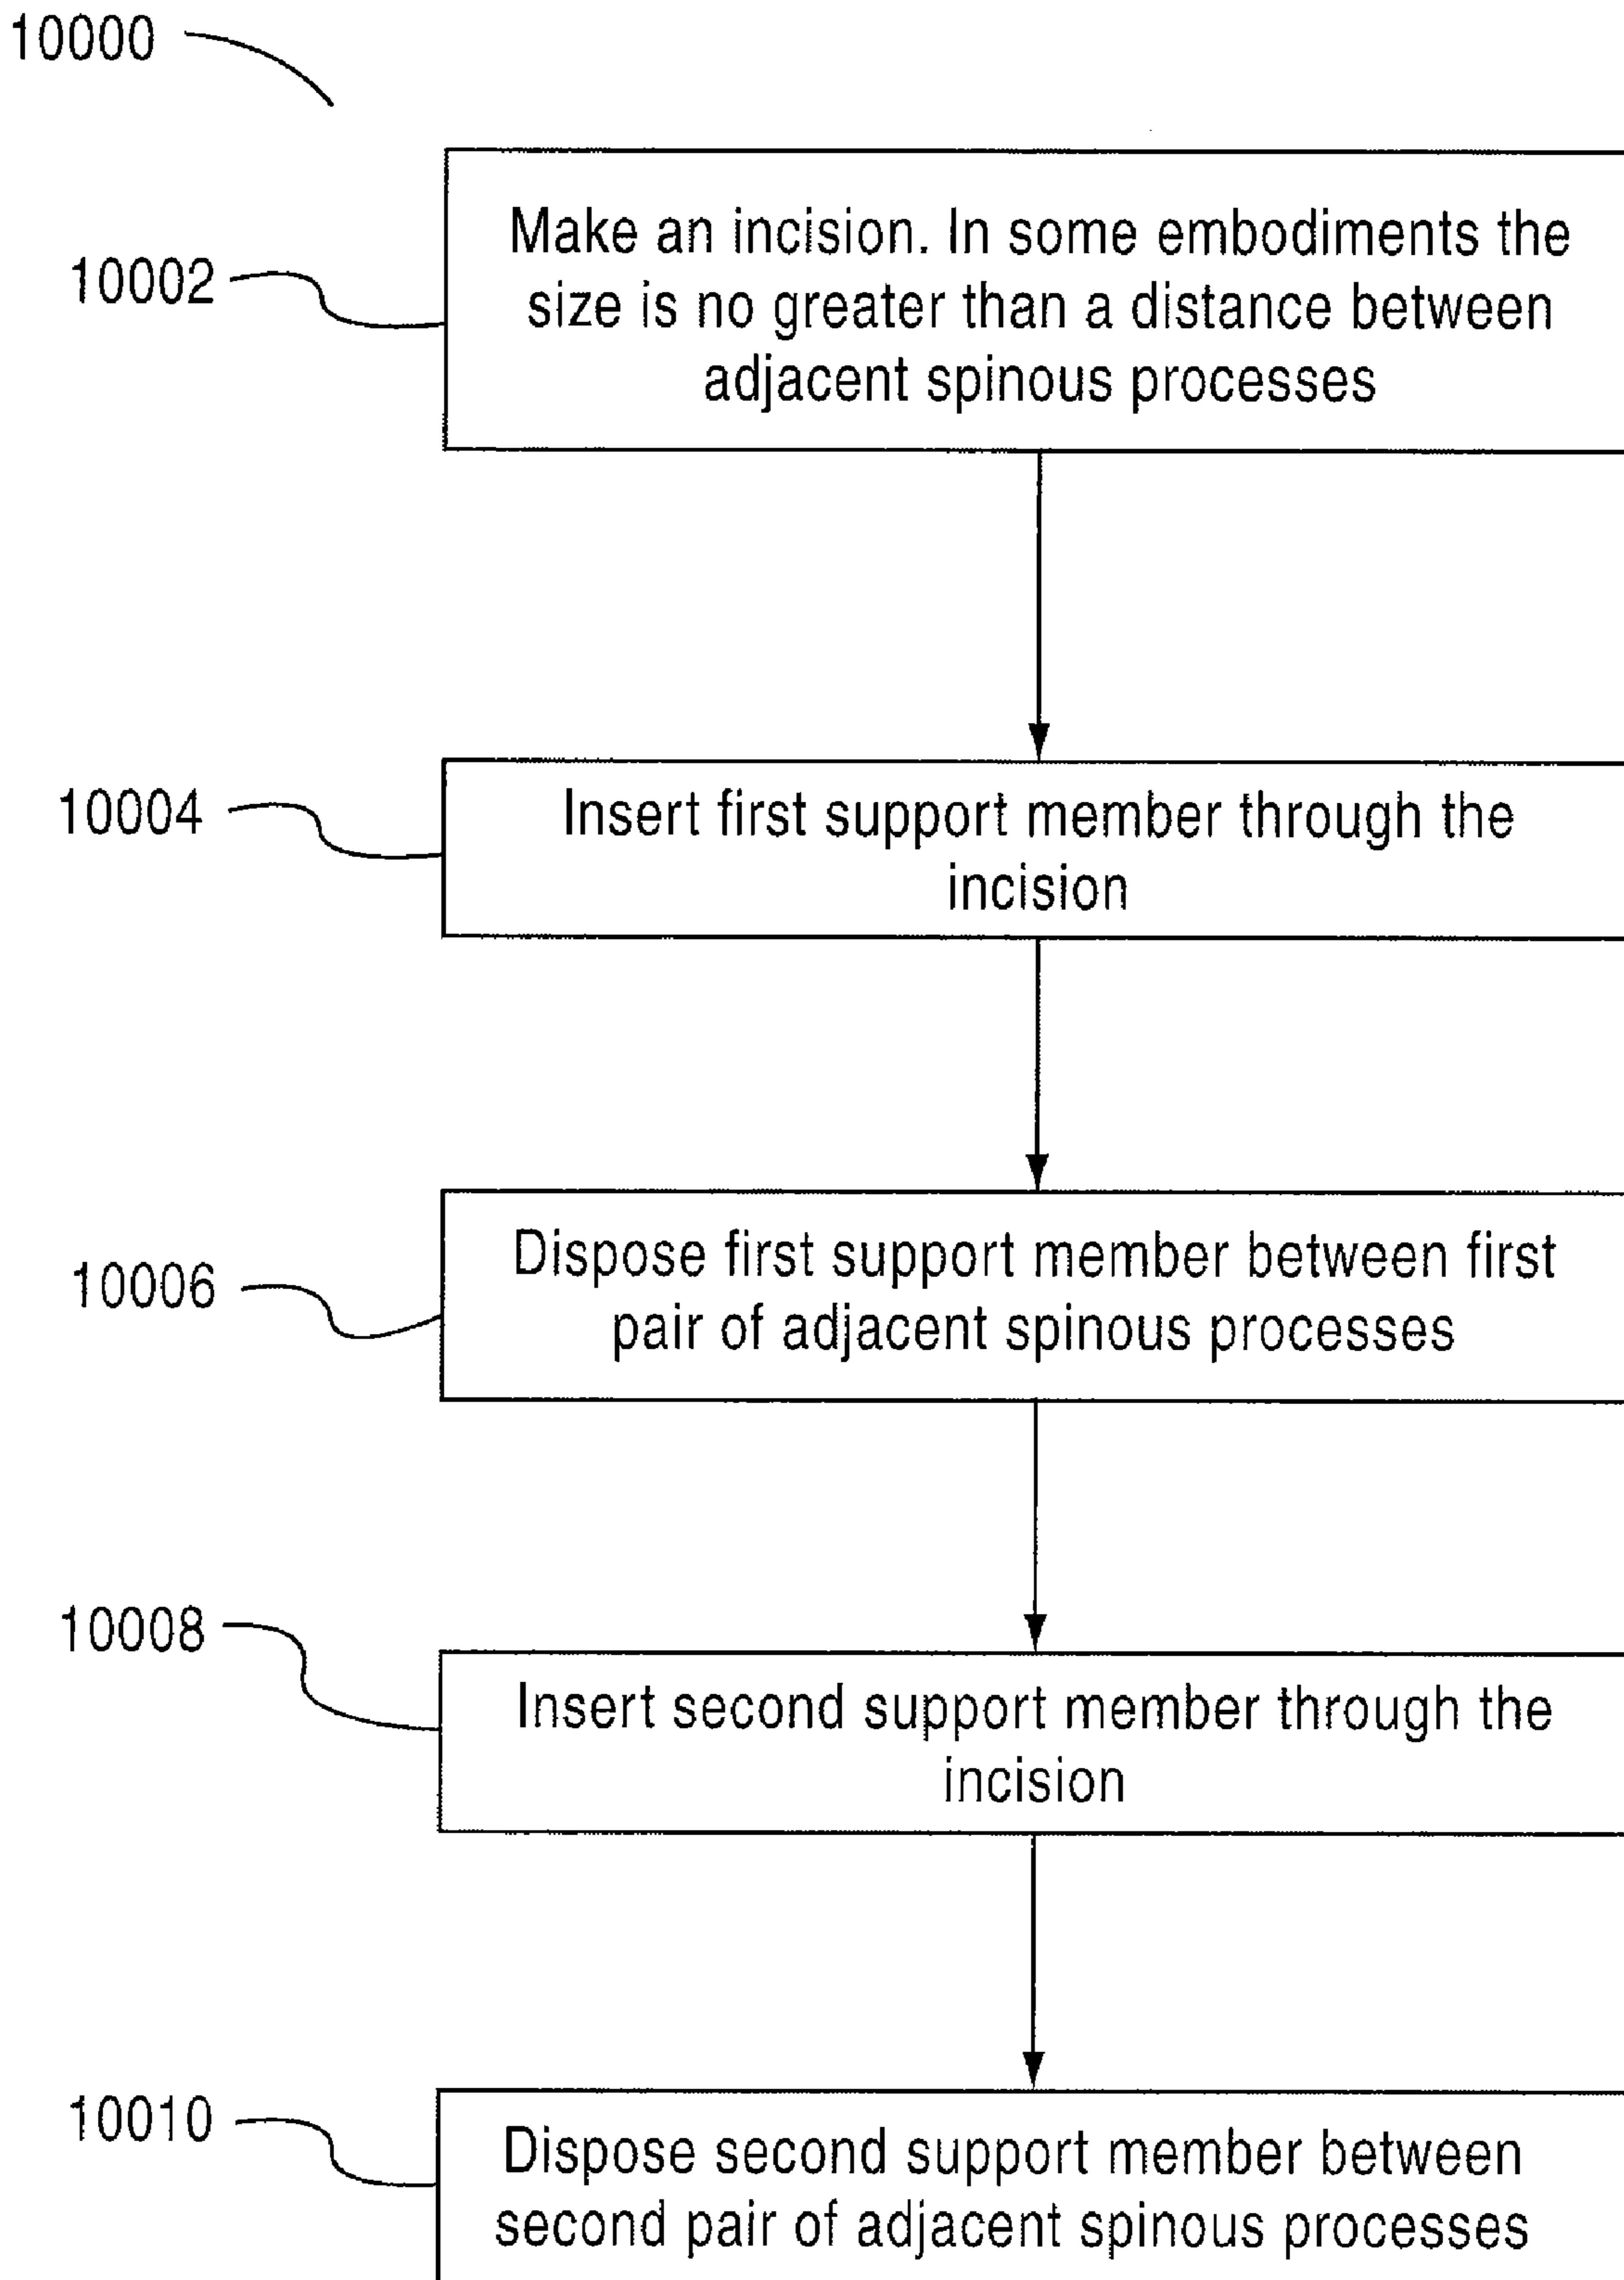 10000
10002
Make an incision. In some embodiments the
size is no greater than a distance between
adjacent spinous processes
10004
Insert first support member through the
incision
10006
Dispose first support member between first
pair of adjacent spinous processes
10008
Insert second support member through the
incision
10010
Dispose second support member between
second pair of adjacent spinous processes